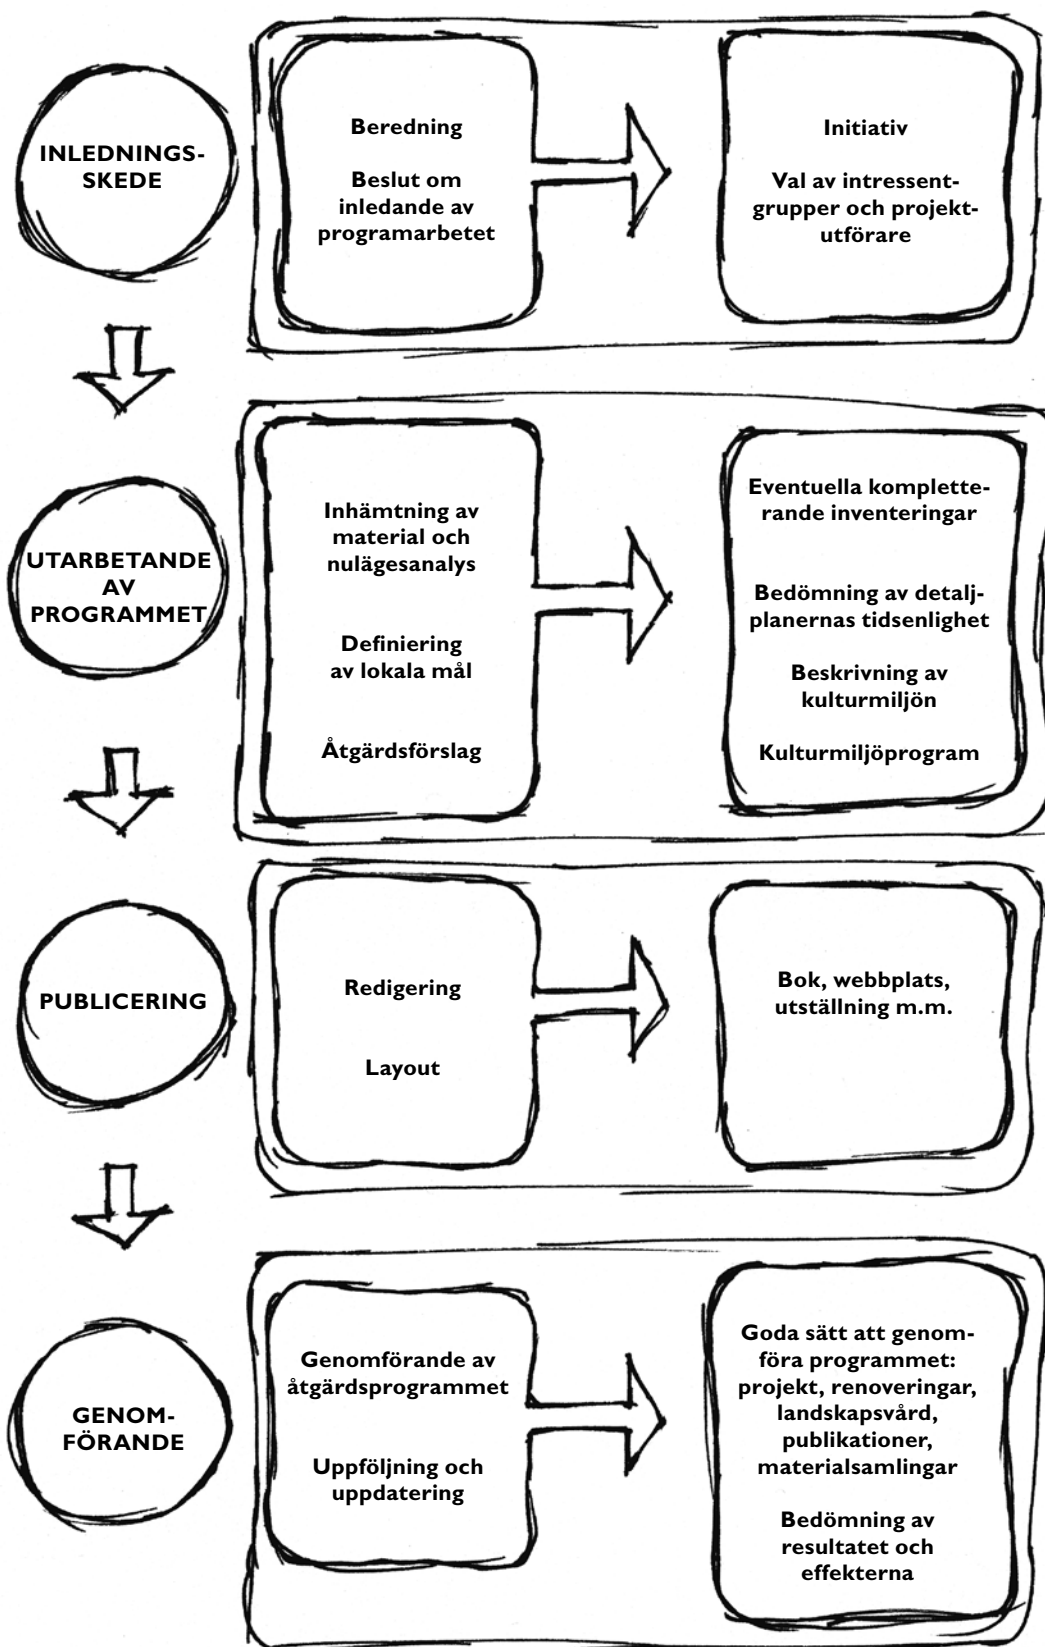 INLEDNINGS-
SKEDE
Beredning
Beslut om
inledande av
programarbetet
Initiativ
Val av intressent-
grupper och projekt-
utförare
UTARBETANDE
AV
PROGRAMMET
Inhämtning av
material och
nulägesanalys
Definiering
av lokala mål
Åtgärdsförslag
Eventuella komplette-
rande inventeringar
Bedömning av detalj-
planernas tidsenlighet
Beskrivning av
kulturmiljön
Kulturmiljöprogram
PUBLICERING
Redigering
Layout
Bok, webbplats,
utställning m.m.
GENOM-
FÖRANDE
Genomförande av
åtgärdsprogrammet
Uppföljning och
uppdatering
Goda sätt att genom-
föra programmet:
projekt, renoveringar,
landskapsvård,
publikationer,
materialsamlingar
Bedömning av
resultatet och
effekterna